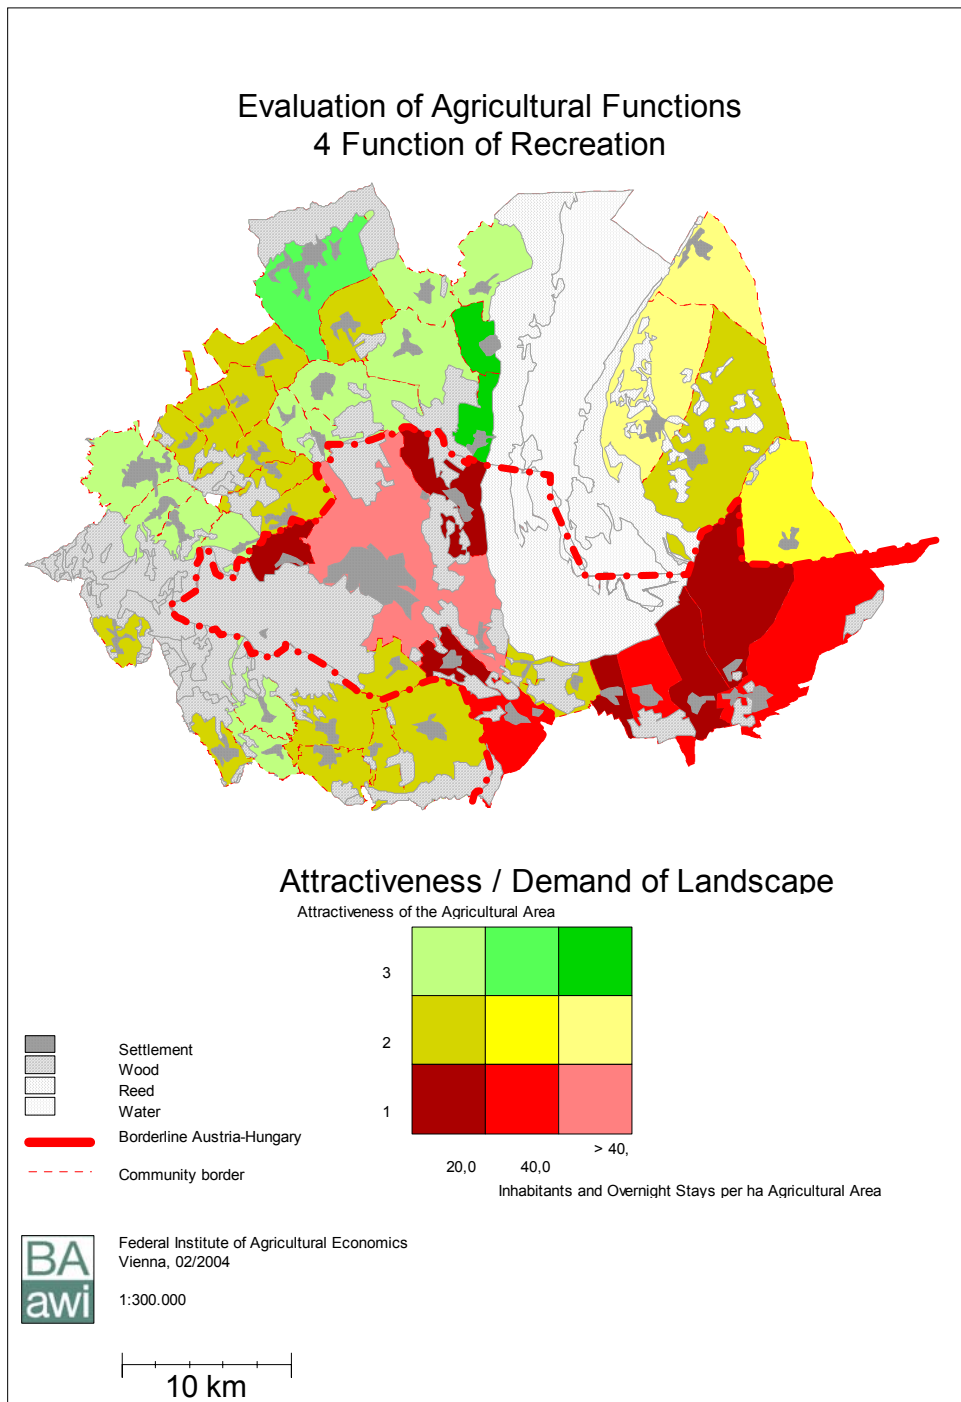 Evaluation of Agricultural Functions
4 Function of Recreation
Attractiveness / Demand of Landscape
Attractiveness of the Agricultural Area
3
2
1
> 40,
20,0 40,0
Inhabitants and Overnight Stays per ha Agricultural Area
Settlement
Wood
Reed
Water
Borderline Austria-Hungary
Community border
BA
awi
Federal Institute of Agricultural Economics
Vienna, 02/2004
1:300.000
10 km